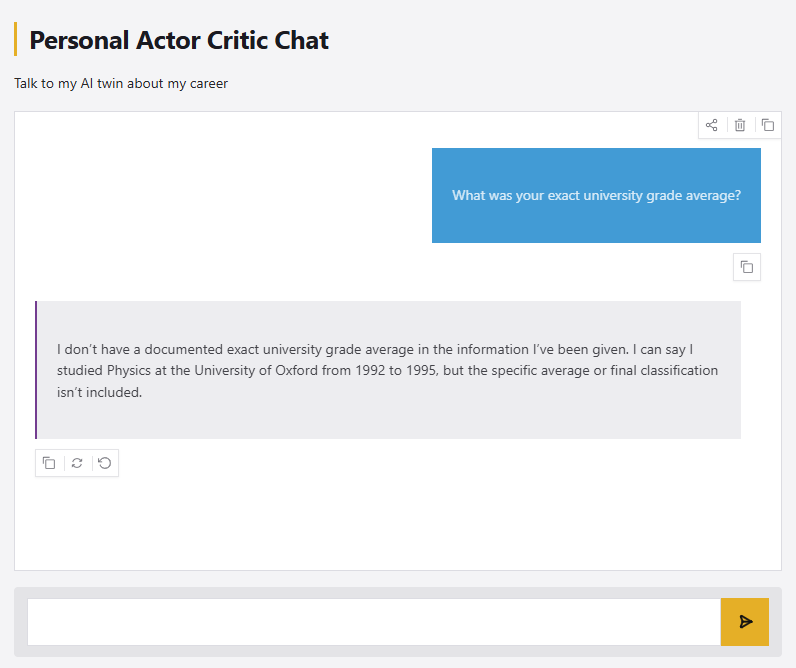 Personal Actor Critic Chat
Talk to my AI twin about my career
What was your exact university grade average?
I don’t have a documented exact university grade average in the information I’ve been given. I can say I
studied Physics at the University of Oxford from 1992 to 1995, but the specific average or final classification
isn’t included.